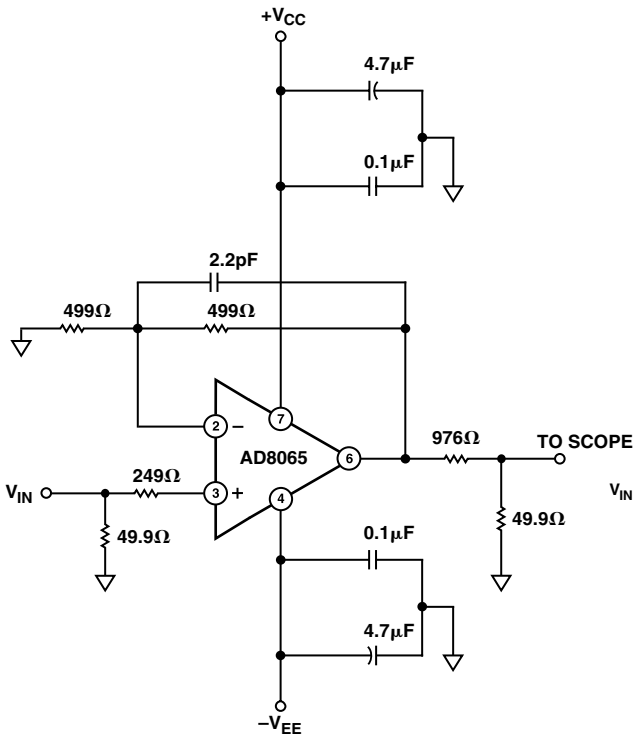 +VCC
4.7μF
0.1μF
2.2pF
499Ω
499Ω
2
−
7
AD8065
6
976Ω
TO SCOPE
VIN
249Ω
3
+
4
49.9Ω
49.9Ω
VIN
0.1μF
4.7μF
−VEE